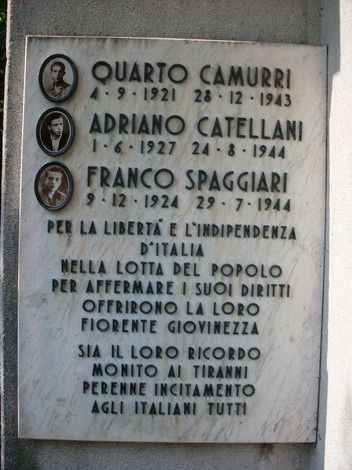 QUARTO CAMURRI
4-9-1921 28-12-1943
ADRIANO CATELLANI
1-6-1927 24-8-1944
FRANCO SPAGGIARI
9-12-1924 29-7-1944
PER LA LIBERTA' E L'INDIPENDENZA
D'ITALIA
NELLA LOTTA DEL POPOLO
PER AFFERMARE I SUOI DIRITTI
OFFRIRONO LA LORO
FIORENTE GIOVINEZZA
SIA IL LORO RICORDO
MONITO AI TIRANNI
PERENNE INCITAMENTO
AGLI ITALIANI TUTTI